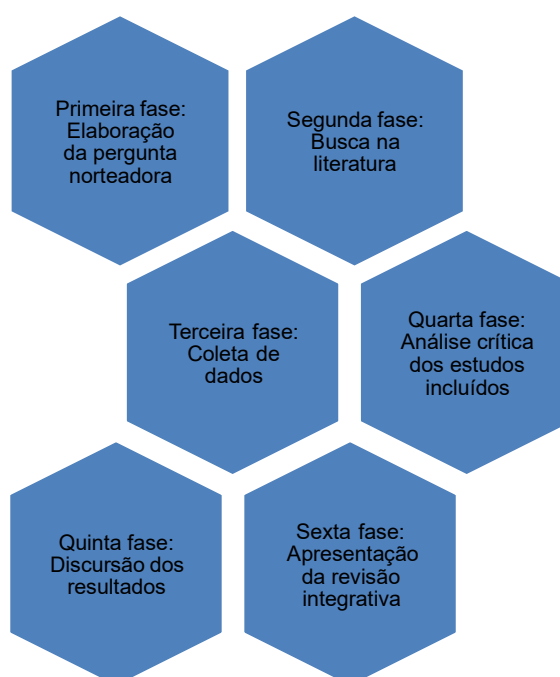 Primeira fase:
Elaboração
da pergunta
norteadora
Segunda fase:
Busca na
literatura
Terceira fase:
Coleta de
dados
Quarta fase:
Análise crítica
dos estudos
incluídos
Quinta fase:
Discursão dos
resultados
Sexta fase:
Apresentação
da revisão
integrativa